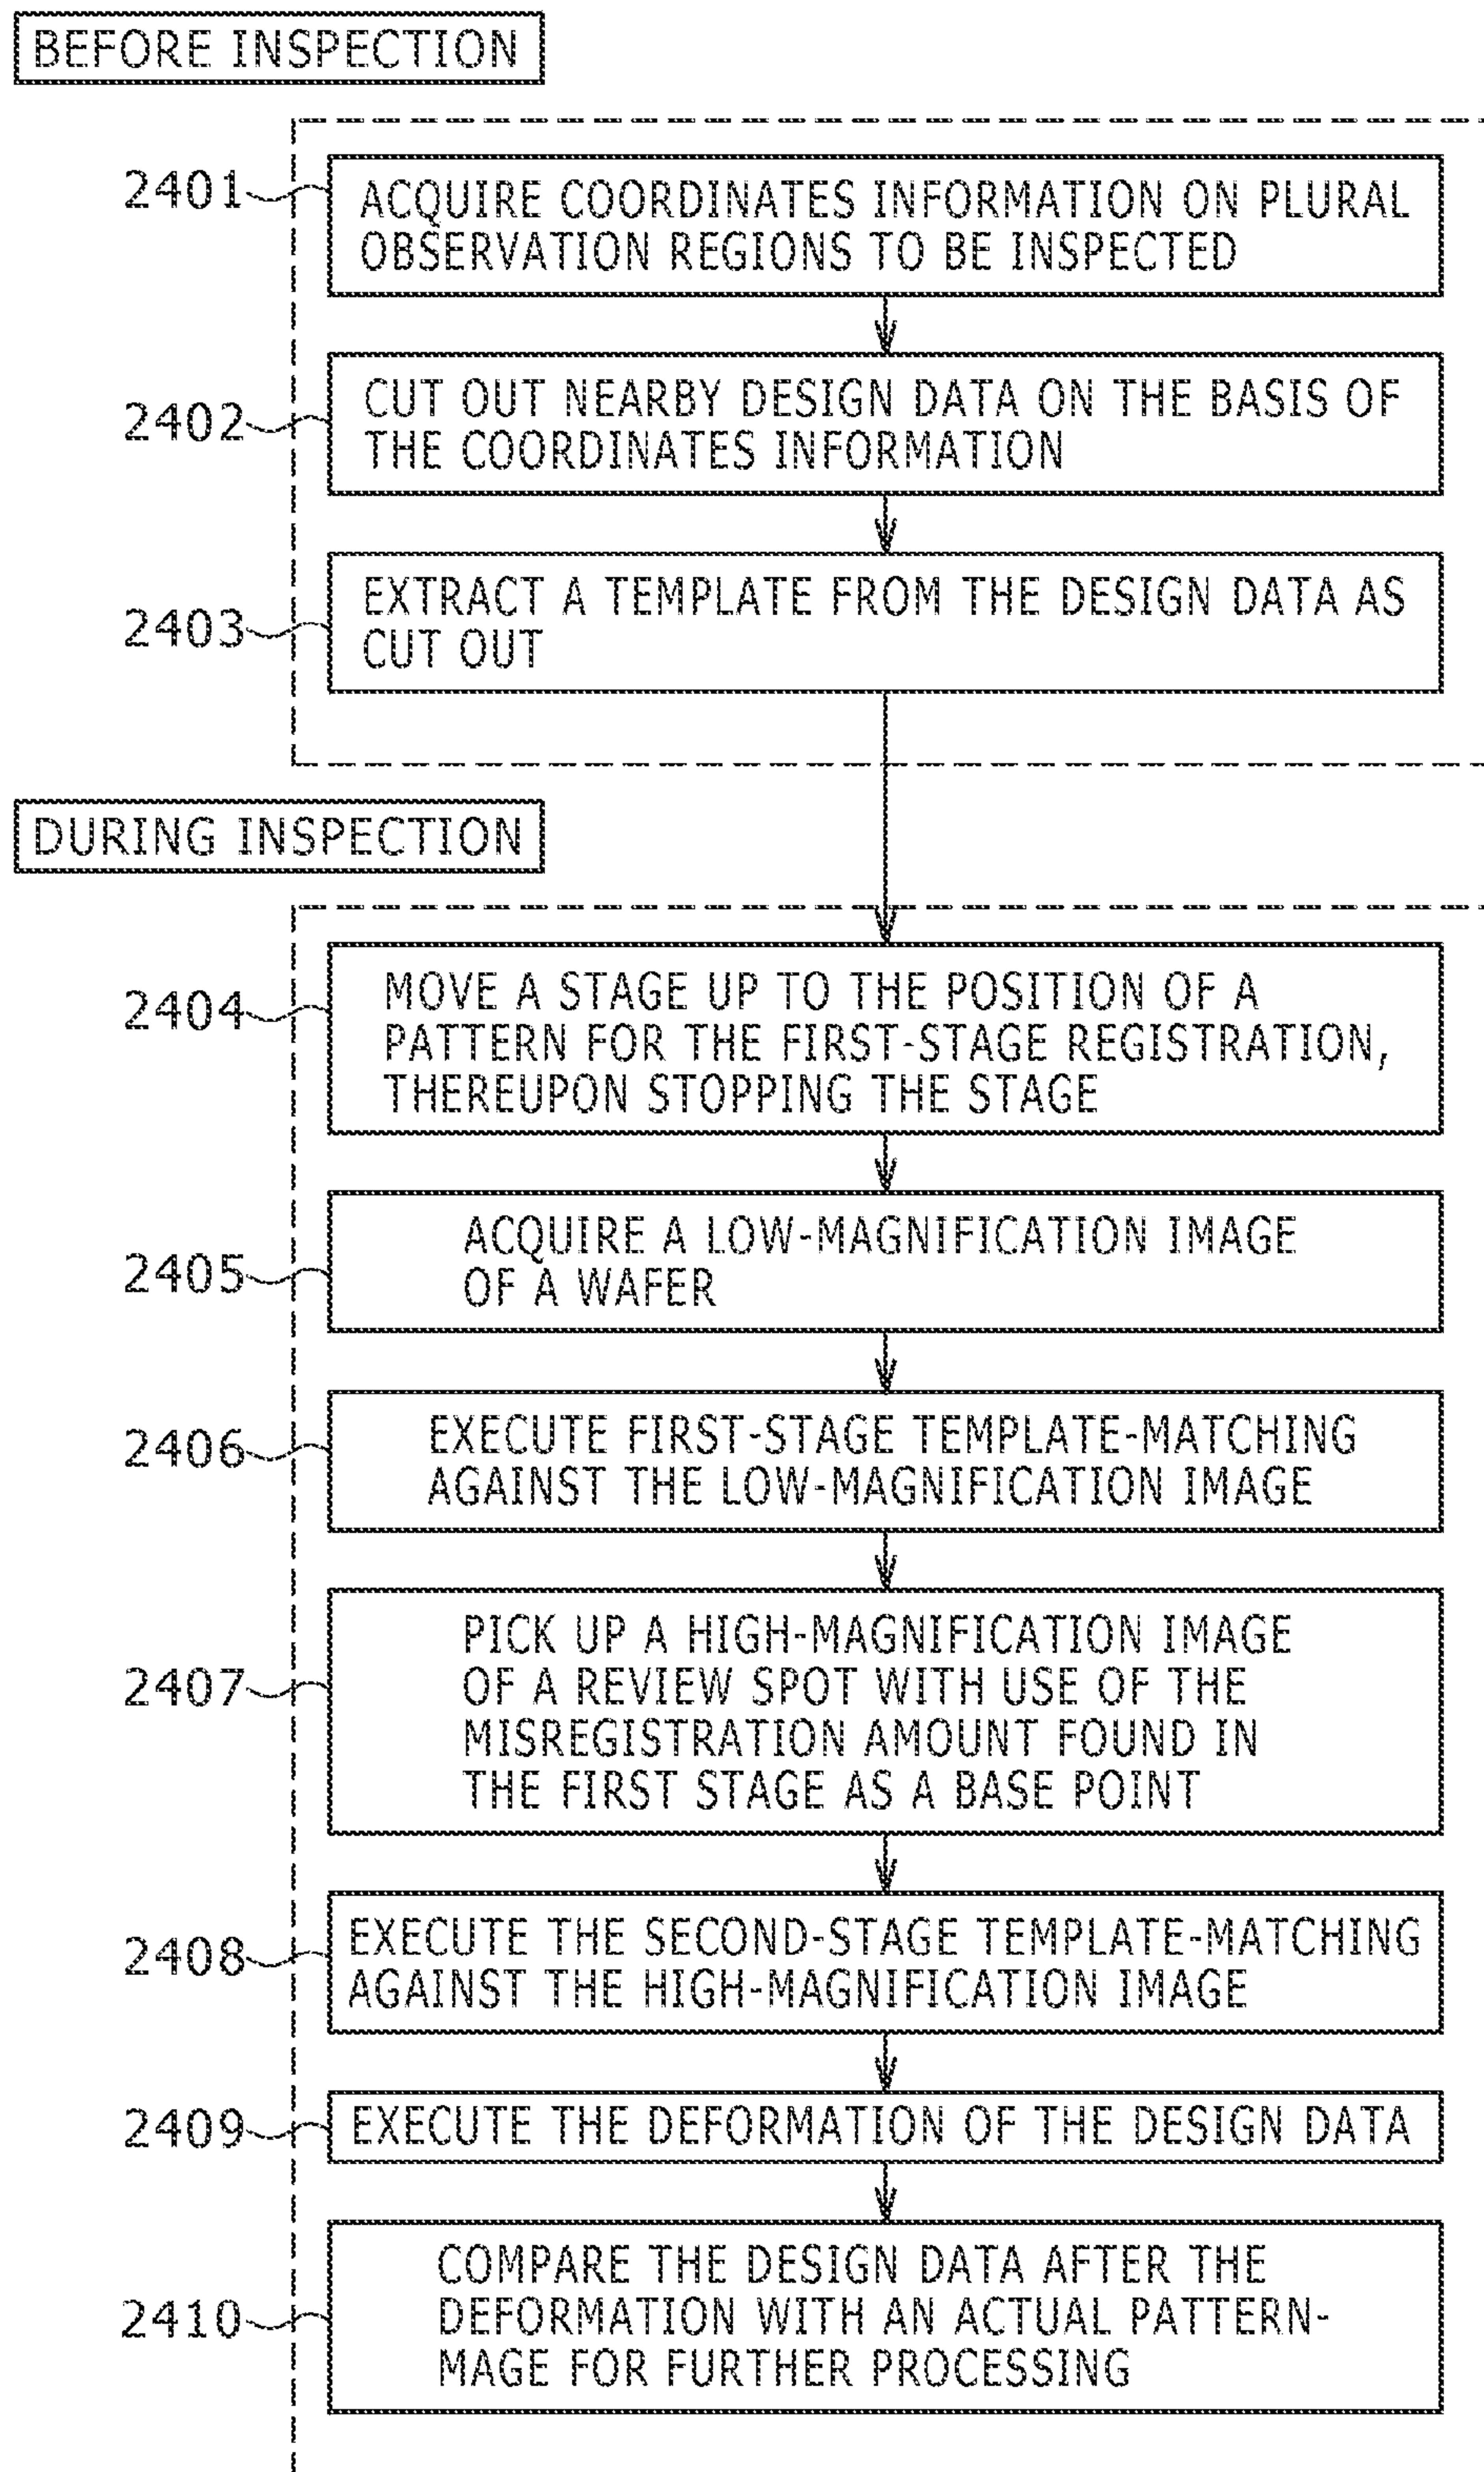 BEFORE INSPECTION
2401
ACQUIRE COORDINATES INFORMATION ON PLURAL
OBSERVATION REGIONS TO BE INSPECTED
2402
CUT OUT NEARBY DESIGN DATA ON THE BASIS OF
THE COORDINATES INFORMATION
2403
EXTRACT A TEMPLATE FROM THE DESIGN DATA AS
CUT OUT
DURING INSPECTION
2404
MOVE A STAGE UP TO THE POSITION OF A
PATTERN FOR THE FIRST-STAGE REGISTRATION,
THEREUPON STOPPING THE STAGE
2405
ACQUIRE A LOW-MAGNIFICATION IMAGE
OF A WAFER
2406
EXECUTE FIRST-STAGE TEMPLATE-MATCHING
AGAINST THE LOW-MAGNIFICATION IMAGE
2407
PICK UP A HIGH-MAGNIFICATION IMAGE
OF A REVIEW SPOT WITH USE OF THE
MISREGISTRATION AMOUNT FOUND IN
THE FIRST STAGE AS A BASE POINT
2408
EXECUTE THE SECOND-STAGE TEMPLATE-MATCHING
AGAINST THE HIGH-MAGNIFICATION IMAGE
2409
EXECUTE THE DEFORMATION OF THE DESIGN DATA
2410
COMPARE THE DESIGN DATA AFTER THE
DEFORMATION WITH AN ACTUAL PATTERN-
MAGE FOR FURTHER PROCESSING